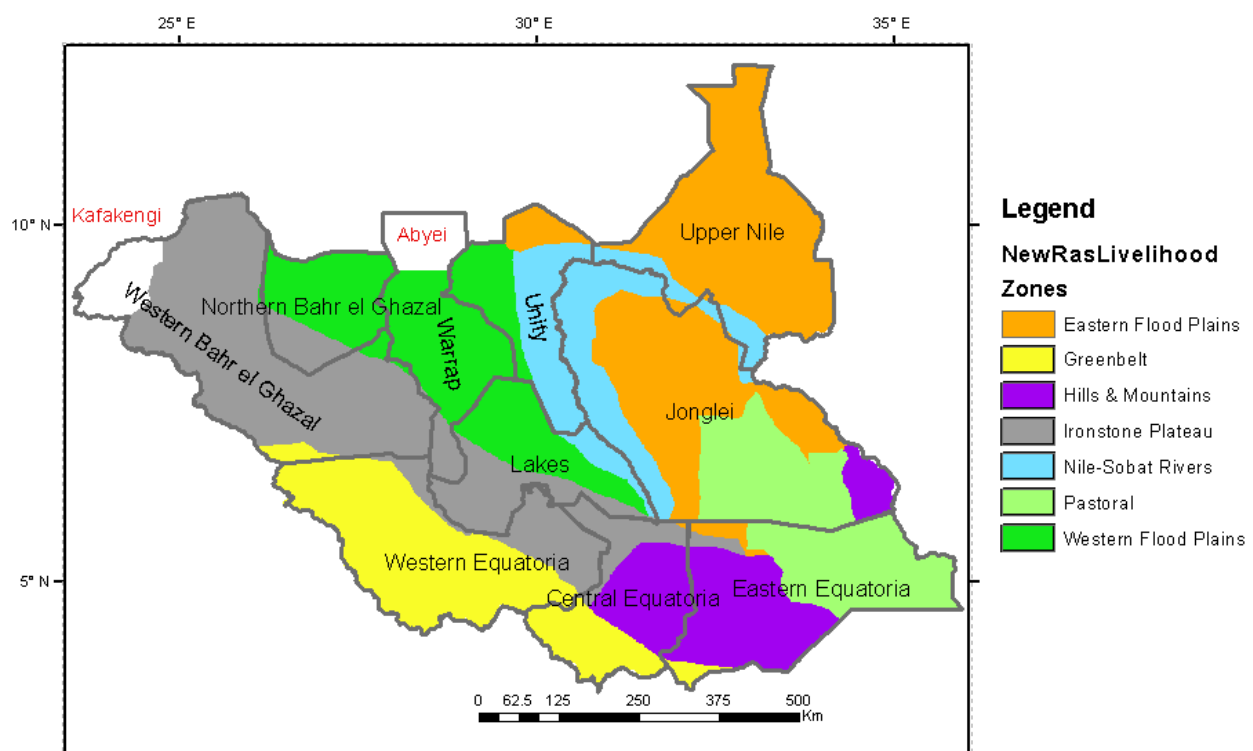 25° E
30° E
35° E
10° N
5° N
Kafakengi
Abyei
Upper Nile
Western Bahr el Ghazal
Northern Bahr el Ghazal
Warrap
Unity
Jonglei
Lakes
Western Equatoria
Central Equatoria
Eastern Equatoria
0 62.5 125 250 375 500
Km
Legend
NewRasLivelihood
Zones
Eastern Flood Plains
Greenbelt
Hills & Mountains
Ironstone Plateau
Nile-Sobat Rivers
Pastoral
Western Flood Plains